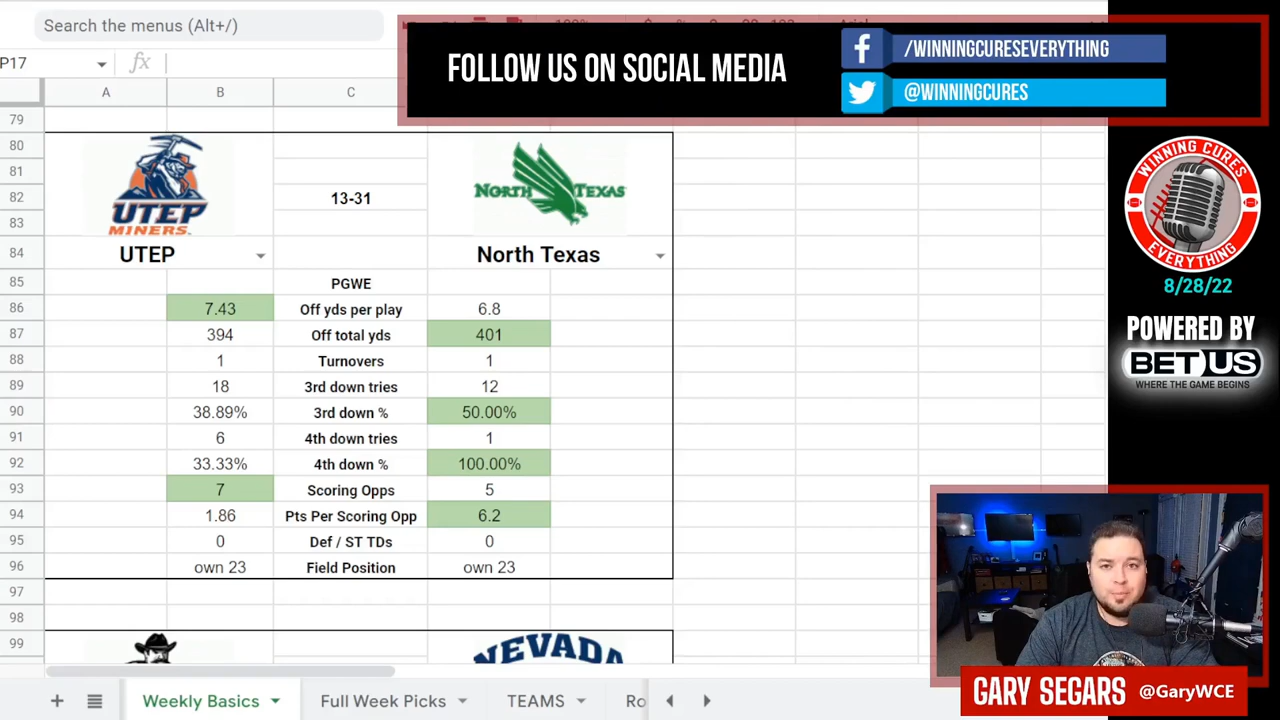 Search the menus (Alt+/)
FOLLOW US ON SOCIAL MEDIA
/WINNINGCURESEVERYTHING
@WINNINGCURES
P17
fx
A B C
79
80
81
82 13-31
83
UTEP
MINERS.
NORTH TEXAS
84 UTEP North Texas
85 PGWE
86 7.43 Off yds per play 6.8
87 394 Off total yds 401
88 1 Turnovers 1
89 18 3rd down tries 12
90 38.89% 3rd down % 50.00%
91 6 4th down tries 1
92 33.33% 4th down % 100.00%
93 7 Scoring Opps 5
94 1.86 Pts Per Scoring Opp 6.2
95 0 Def / ST TDs 0
96 own 23 Field Position own 23
97
98
99
NEVADA
Weekly Basics Full Week Picks TEAMS Ro
WINNING CURES
EVERYTHING
8/28/22
POWERED BY
BETUS
WHERE THE GAME BEGINS
GARY SEGARS @GaryWCE